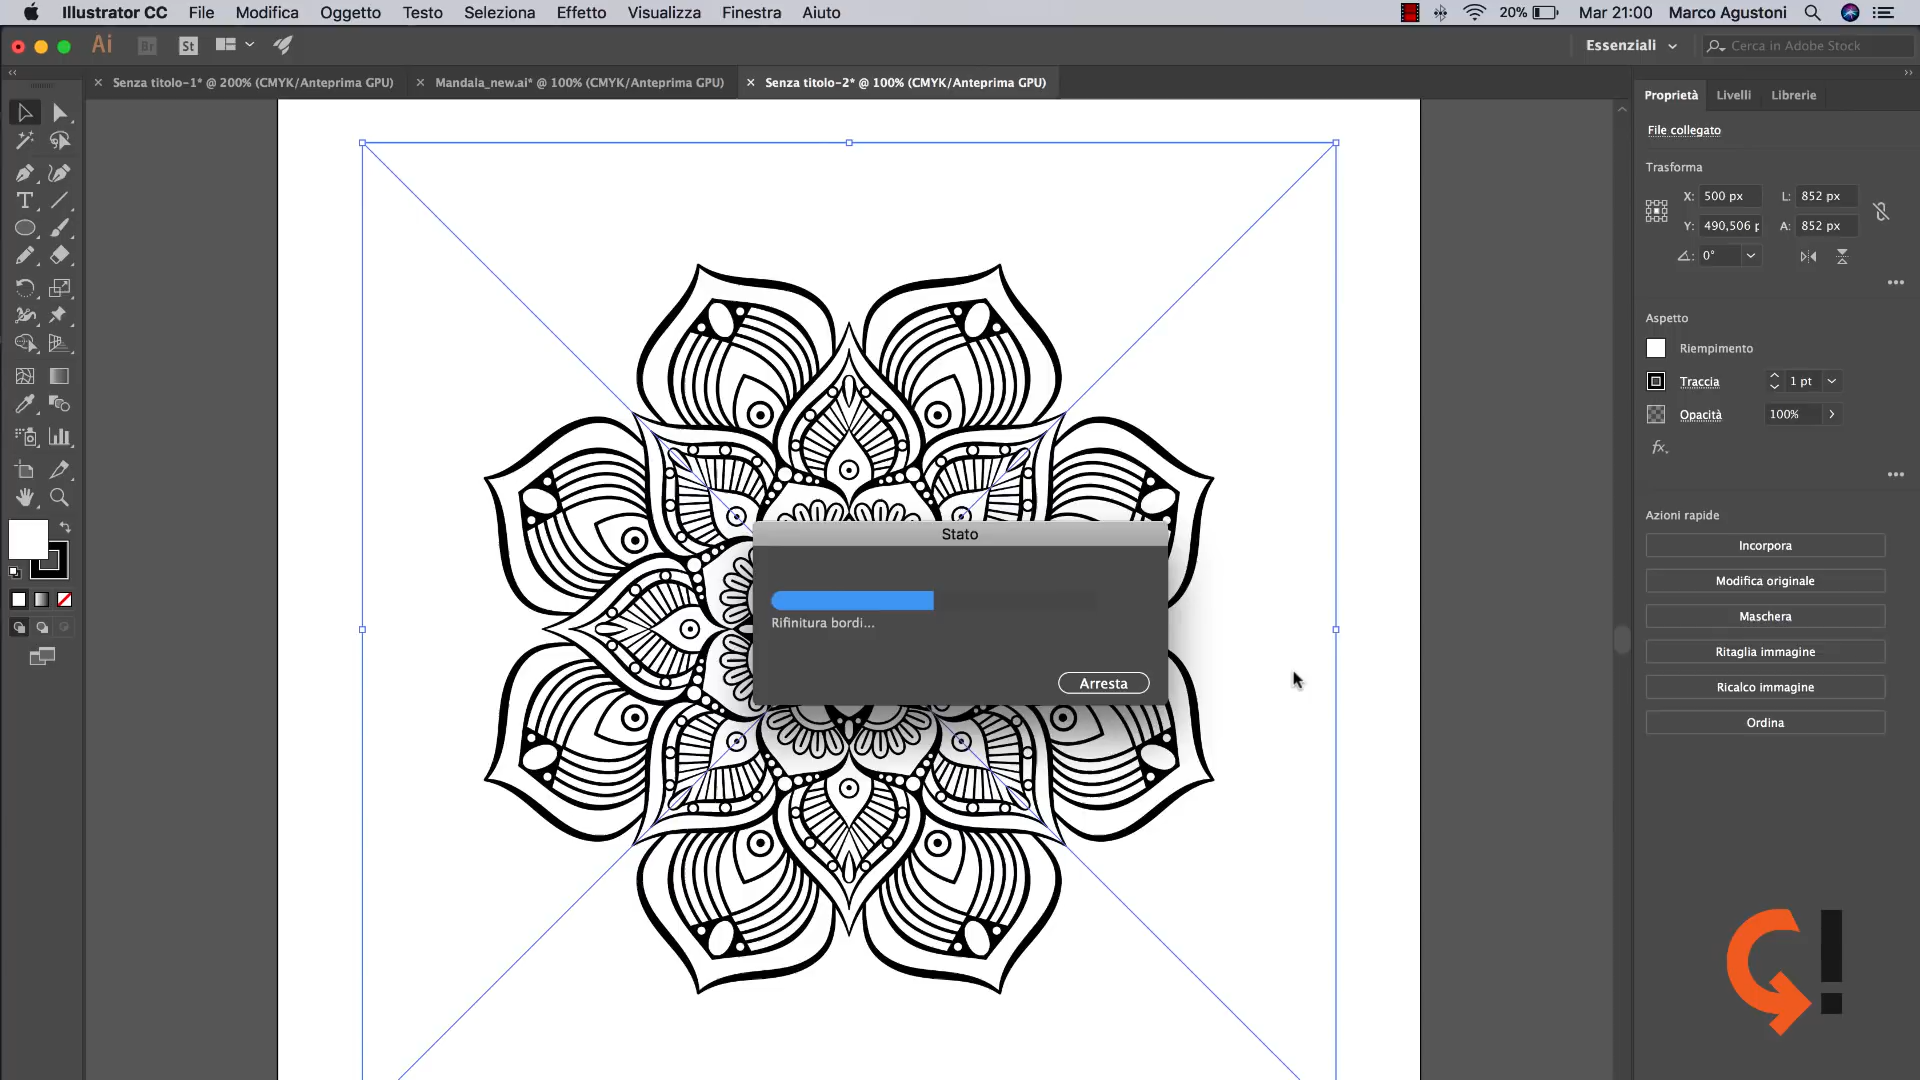 Illustrator CC File Modifica Oggetto Testo Seleziona Effetto Visualizza Finestra Aiuto 20% Mar 21:00 Marco Agustoni
Ai Br St Essenziali Cerca in Adobe Stock
Senza titolo-1* @ 200% (CMYK/Anteprima GPU) Mandala_new.ai* @ 100% (CMYK/Anteprima GPU) Senza titolo-2* @ 100% (CMYK/Anteprima GPU)
Proprietà Livelli Librerie
File collegato
Trasforma
X: 500 px L: 852 px
Y: 490,506 p A: 852 px
0°
Aspetto
Riempimento
Traccia 1 pt
Opacità 100%
fx.
Azioni rapide
Incorpora
Modifica originale
Maschera
Ritaglia immagine
Ricalco immagine
Ordina
Stato
Rifinitura bordi...
Arresta